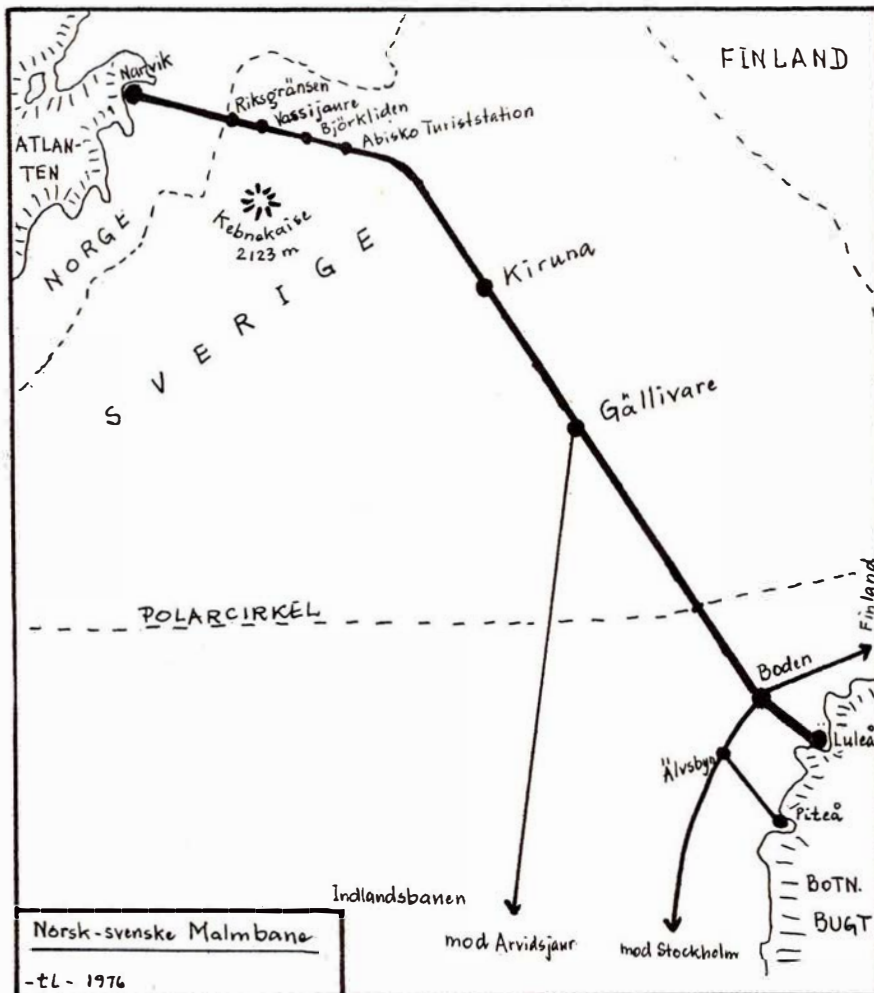 FINLAND
Narvik
Riksgränsen
Vassijaure
Björkliden
Abisko Turiststation
ATLAN-
TEN
Kebnekaise
2123 m
NORGE
SVERIGE
Kiruna
Gällivare
POLARCIRKEL
Finland
Boden
Luleå
Älvsbyn
Piteå
BOTN.
BUGT
Indlandsbanen
mod Arvidsjaur
mod Stockholm
Norsk-svenske Malmbane
-tL- 1976